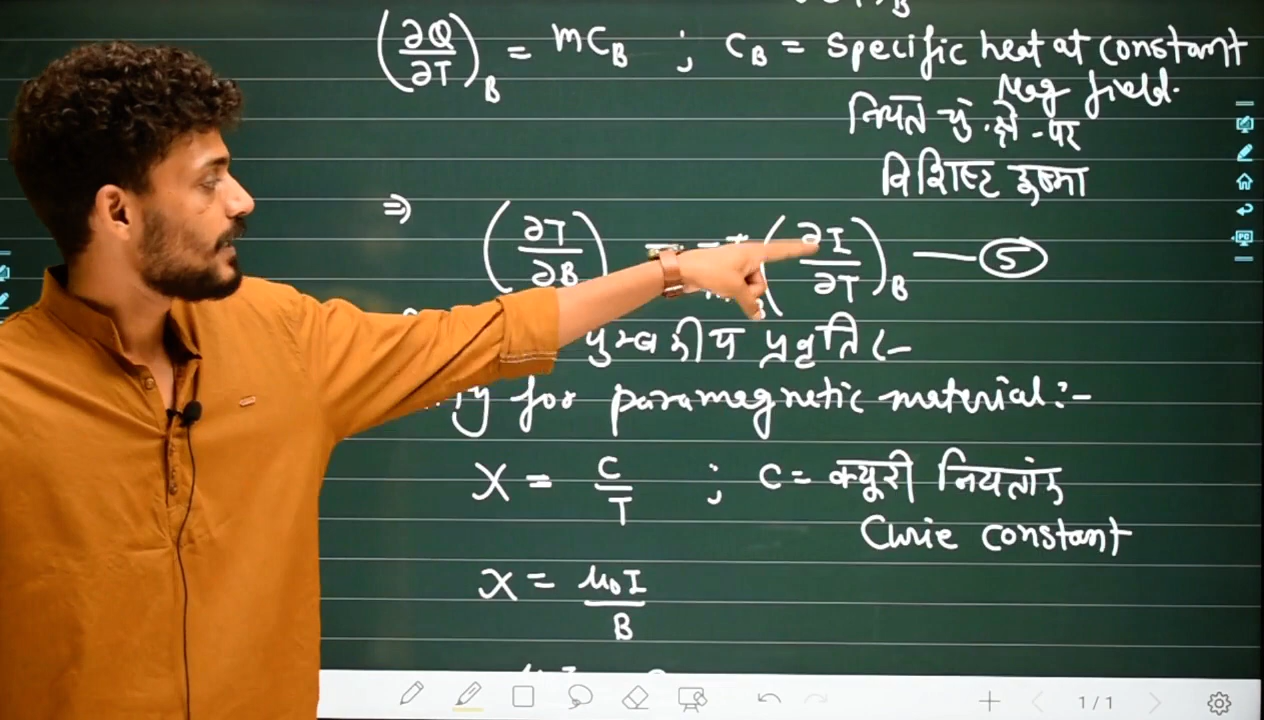 (∂Q/∂T)_B = mC_B ; C_B = specific heat at constant
mag field.
नियत चु. क्षे - पर
विशिष्ट ऊष्मा
⇒ (∂T/∂B) = -T (∂I/∂T)_B — ⑤
चुम्बकीय प्रवृति :-
for paramagnetic material :-
χ = C/T ; C = क्यूरी नियतांक
Curie constant
χ = μ₀I/B
1/1